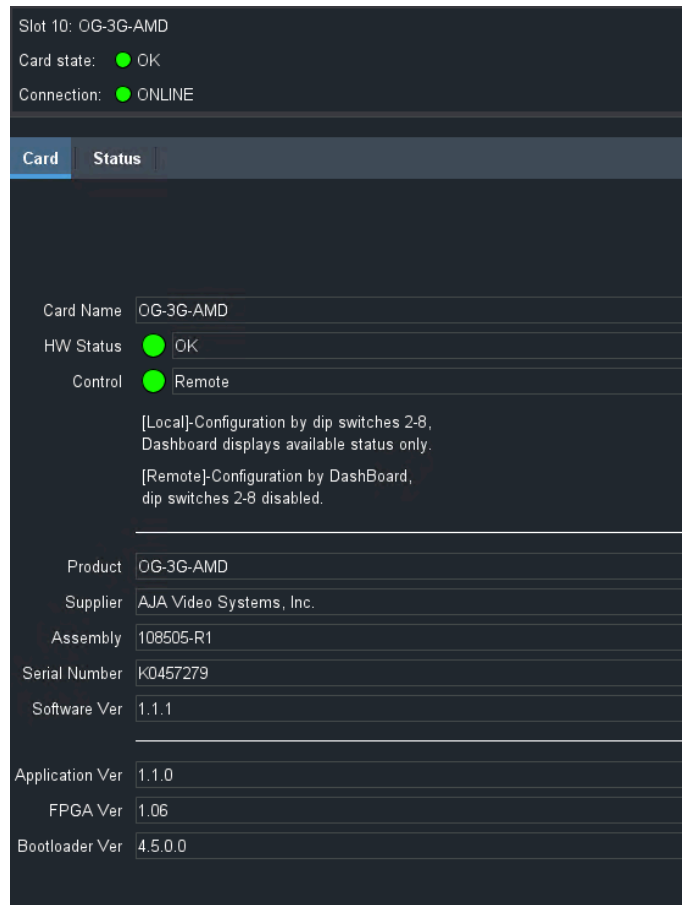 Slot 10: OG-3G-AMD
Card state: OK
Connection: ONLINE
Card Status
Card Name OG-3G-AMD
HW Status OK
Control Remote
[Local]-Configuration by dip switches 2-8,
Dashboard displays available status only.
[Remote]-Configuration by DashBoard,
dip switches 2-8 disabled.
Product OG-3G-AMD
Supplier AJA Video Systems, Inc.
Assembly 108505-R1
Serial Number K0457279
Software Ver 1.1.1
Application Ver 1.1.0
FPGA Ver 1.06
Bootloader Ver 4.5.0.0